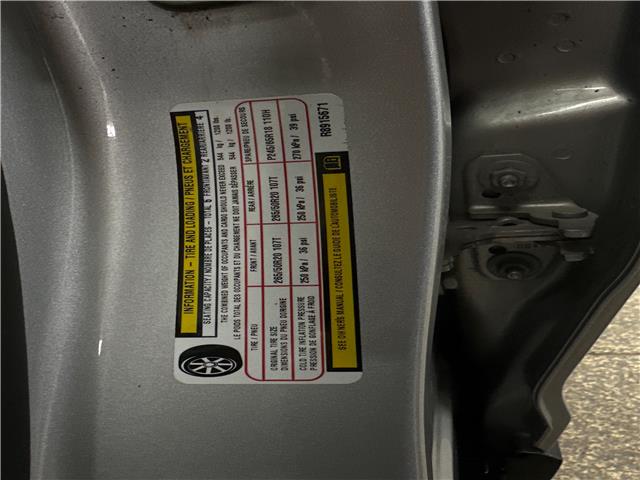 INFORMATION – TIRE AND LOADING / PNEUS ET CHARGEMENT
SEATING CAPACITY / NOMBRE DE PLACES – TOTAL 6 FRONT/AVANT 2 REAR/ARRIÈRE 4
THE COMBINED WEIGHT OF OCCUPANTS AND CARGO SHOULD NEVER EXCEED 544 kg / 1200 lbs.
LE POIDS TOTAL DES OCCUPANTS ET DU CHARGEMENT NE DOIT JAMAIS DÉPASSER 544 kg / 1200 lb.
TIRE / PNEU FRONT / AVANT REAR / ARRIÈRE SPARE/PNEU DE SECOURS
ORIGINAL TIRE SIZE
DIMENSIONS DU PNEU D'ORIGINE
265/50R20 107T 265/50R20 107T P245/65R18 110H
COLD TIRE INFLATION PRESSURE
PRESSION DE GONFLAGE À FROID
250 kPa / 36 psi 250 kPa / 36 psi 270 kPa / 39 psi
SEE OWNERS MANUAL / CONSULTEZ LE GUIDE DE L'AUTOMOBILISTE
R8915671